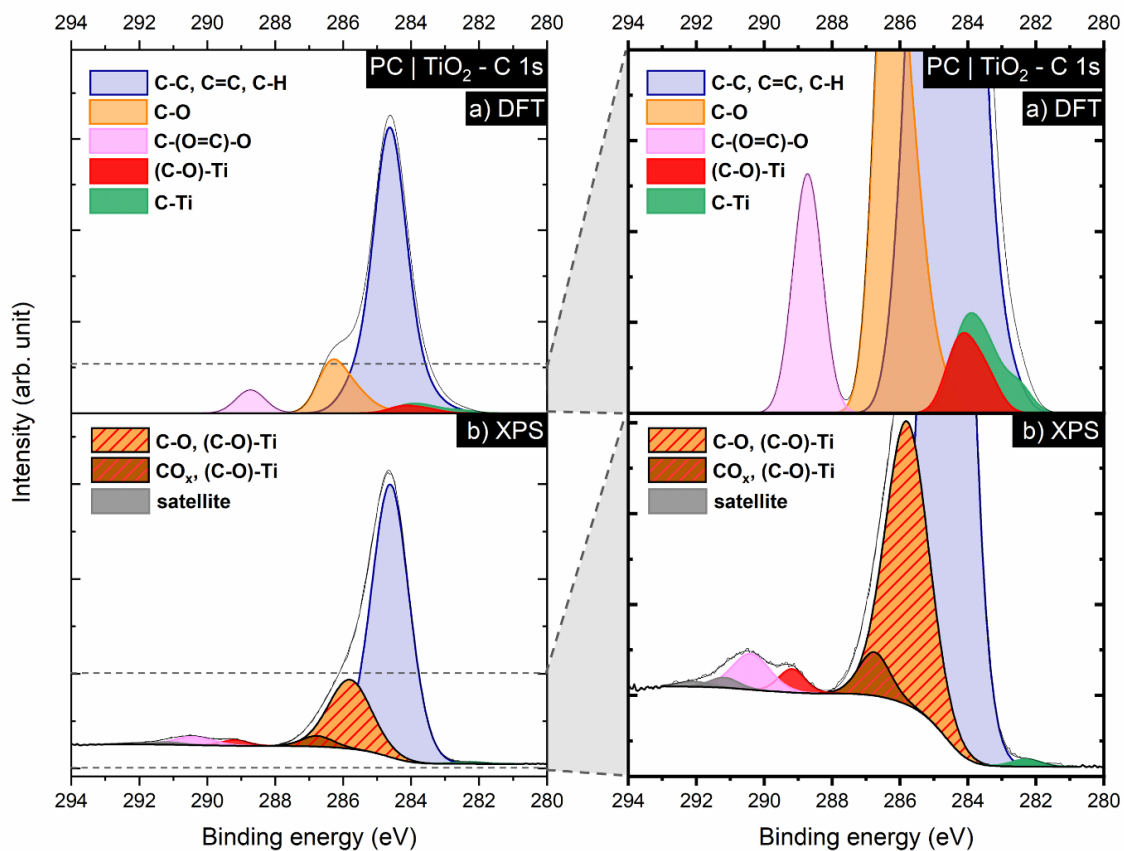 294 292 290 288 286 284 282 280
294 292 290 288 286 284 282 280
PC | TiO₂ - C 1s
a) DFT
C-C, C=C, C-H
C-O
C-(O=C)-O
(C-O)-Ti
C-Ti
PC | TiO₂ - C 1s
a) DFT
C-C, C=C, C-H
C-O
C-(O=C)-O
(C-O)-Ti
C-Ti
Intensity (arb. unit)
b) XPS
C-O, (C-O)-Ti
COₓ, (C-O)-Ti
satellite
b) XPS
C-O, (C-O)-Ti
COₓ, (C-O)-Ti
satellite
294 292 290 288 286 284 282 280
294 292 290 288 286 284 282 280
Binding energy (eV)
Binding energy (eV)